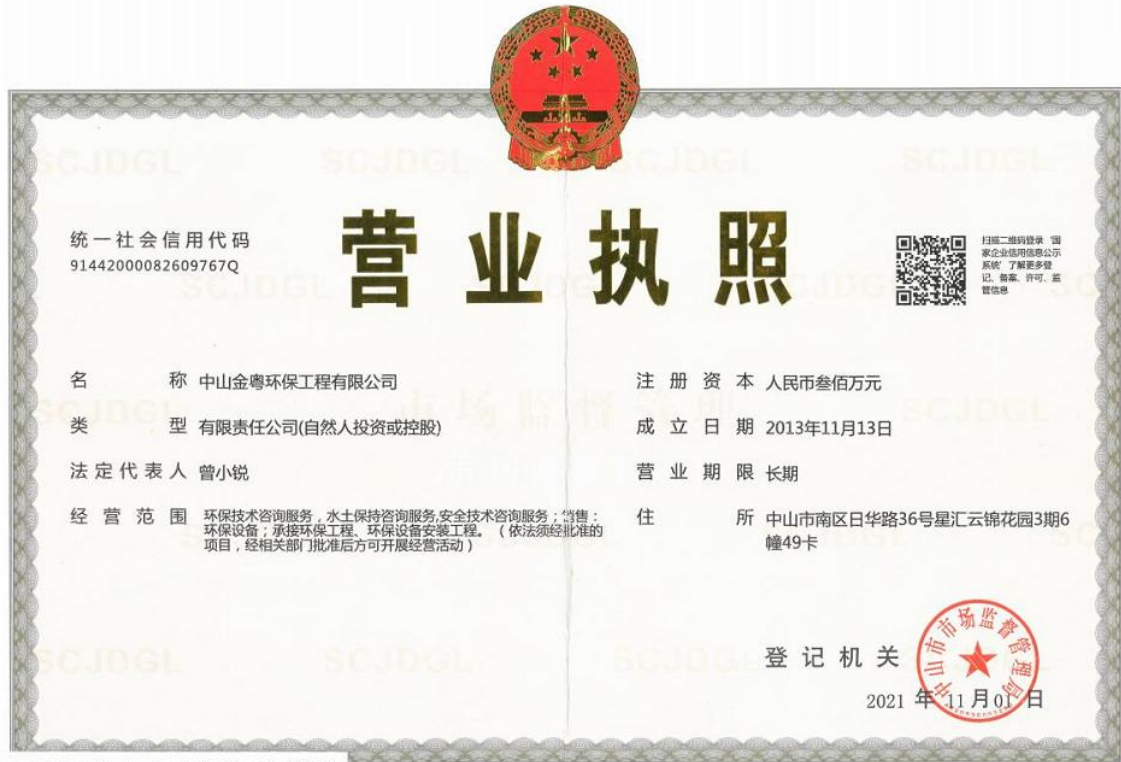 统一社会信用代码
91442000082609767Q
营业执照
扫描二维码登录‘国
家企业信用信息公示
系统’了解更多登
记、备案、许可、监
管信息
名称 中山金粤环保工程有限公司
类型 有限责任公司(自然人投资或控股)
法定代表人 曾小锐
经营范围 环保技术咨询服务，水土保持咨询服务,安全技术咨询服务；销售：
环保设备；承接环保工程、环保设备安装工程。（依法须经批准的
项目，经相关部门批准后方可开展经营活动）
注册资本 人民币叁佰万元
成立日期 2013年11月13日
营业期限 长期
住所 中山市南区日华路36号星汇云锦花园3期6
幢49卡
登记机关
中山市市场监督管理局
2021 年 11 月 01 日
SCJDGL
市场监督管理